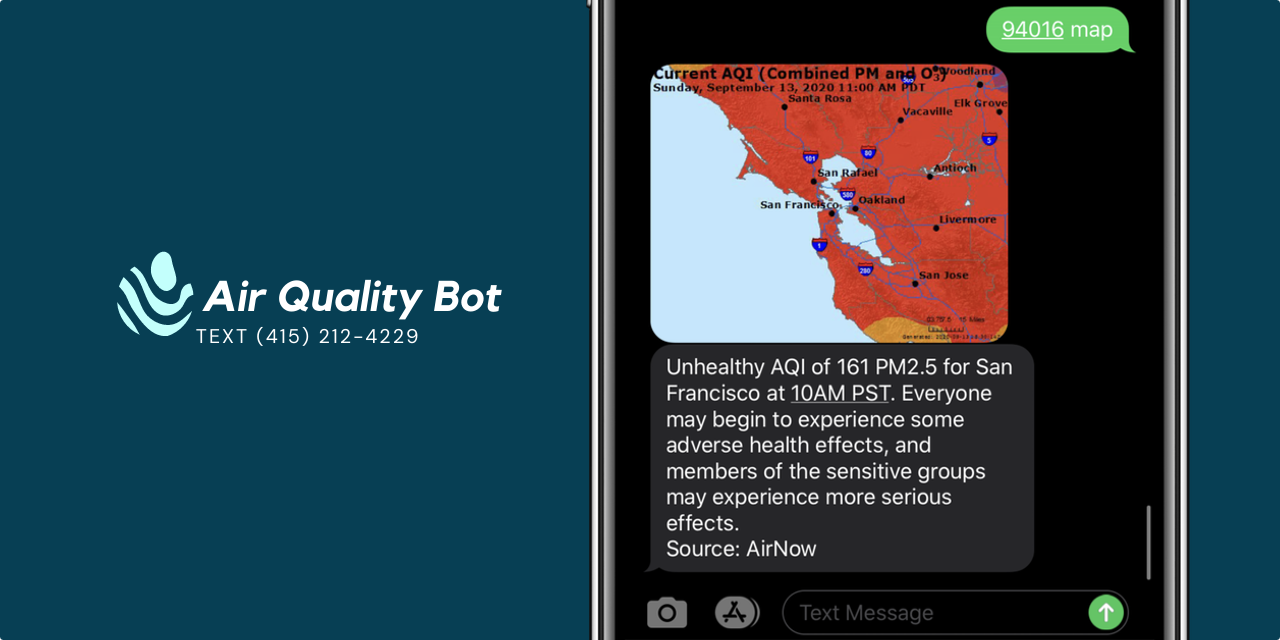 Air Quality Bot
TEXT (415) 212-4229
94016 map
Current AQI (Combined PM and O3)
Sunday, September 13, 2020 11:00 AM PDT
Woodland
Santa Rosa
Elk Grove
Vacaville
5
101
80
Antioch
San Rafael
580
Oakland
San Francisco
Livermore
1
280
San Jose
Unhealthy AQI of 161 PM2.5 for San
Francisco at 10AM PST. Everyone
may begin to experience some
adverse health effects, and
members of the sensitive groups
may experience more serious
effects.
Source: AirNow
Text Message